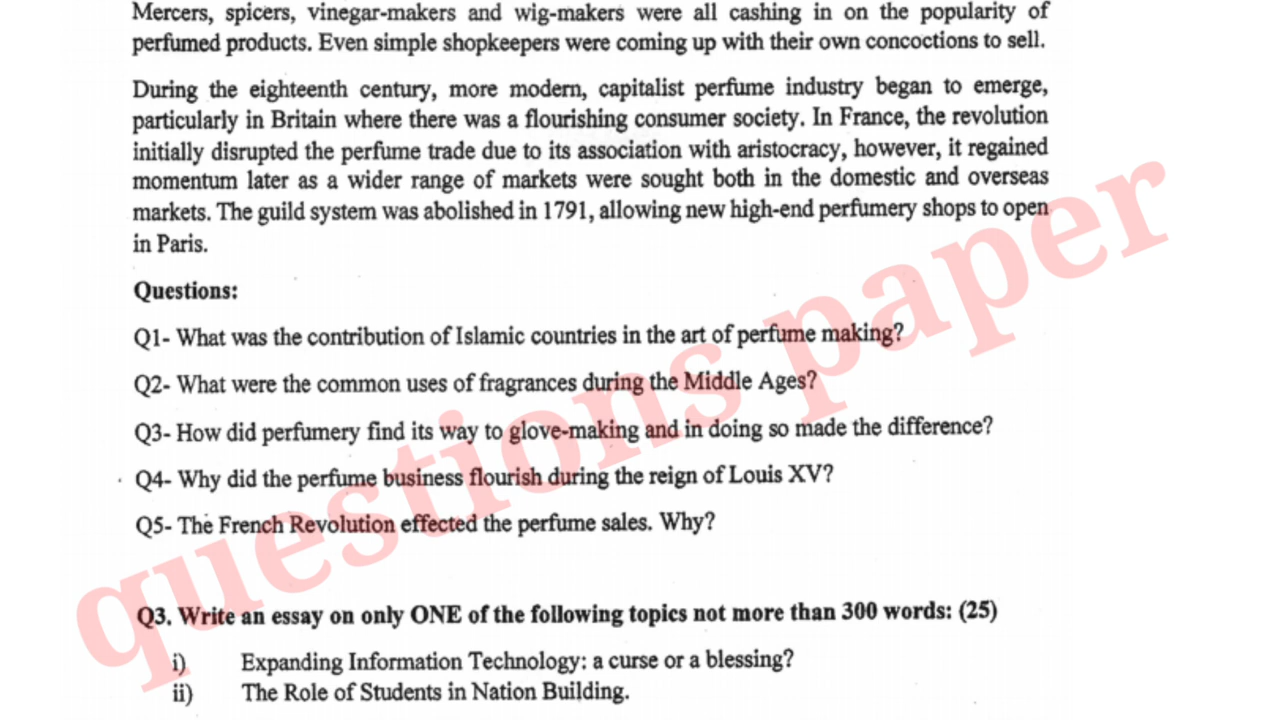 Mercers, spicers, vinegar-makers and wig-makers were all cashing in on the popularity of
perfumed products. Even simple shopkeepers were coming up with their own concoctions to sell.
During the eighteenth century, more modern, capitalist perfume industry began to emerge,
particularly in Britain where there was a flourishing consumer society. In France, the revolution
initially disrupted the perfume trade due to its association with aristocracy, however, it regained
momentum later as a wider range of markets were sought both in the domestic and overseas
markets. The guild system was abolished in 1791, allowing new high-end perfumery shops to open
in Paris.
Questions:
Q1- What was the contribution of Islamic countries in the art of perfume making?
Q2- What were the common uses of fragrances during the Middle Ages?
Q3- How did perfumery find its way to glove-making and in doing so made the difference?
Q4- Why did the perfume business flourish during the reign of Louis XV?
Q5- The French Revolution effected the perfume sales. Why?
Q3. Write an essay on only ONE of the following topics not more than 300 words: (25)
i) Expanding Information Technology: a curse or a blessing?
ii) The Role of Students in Nation Building.
questions paper